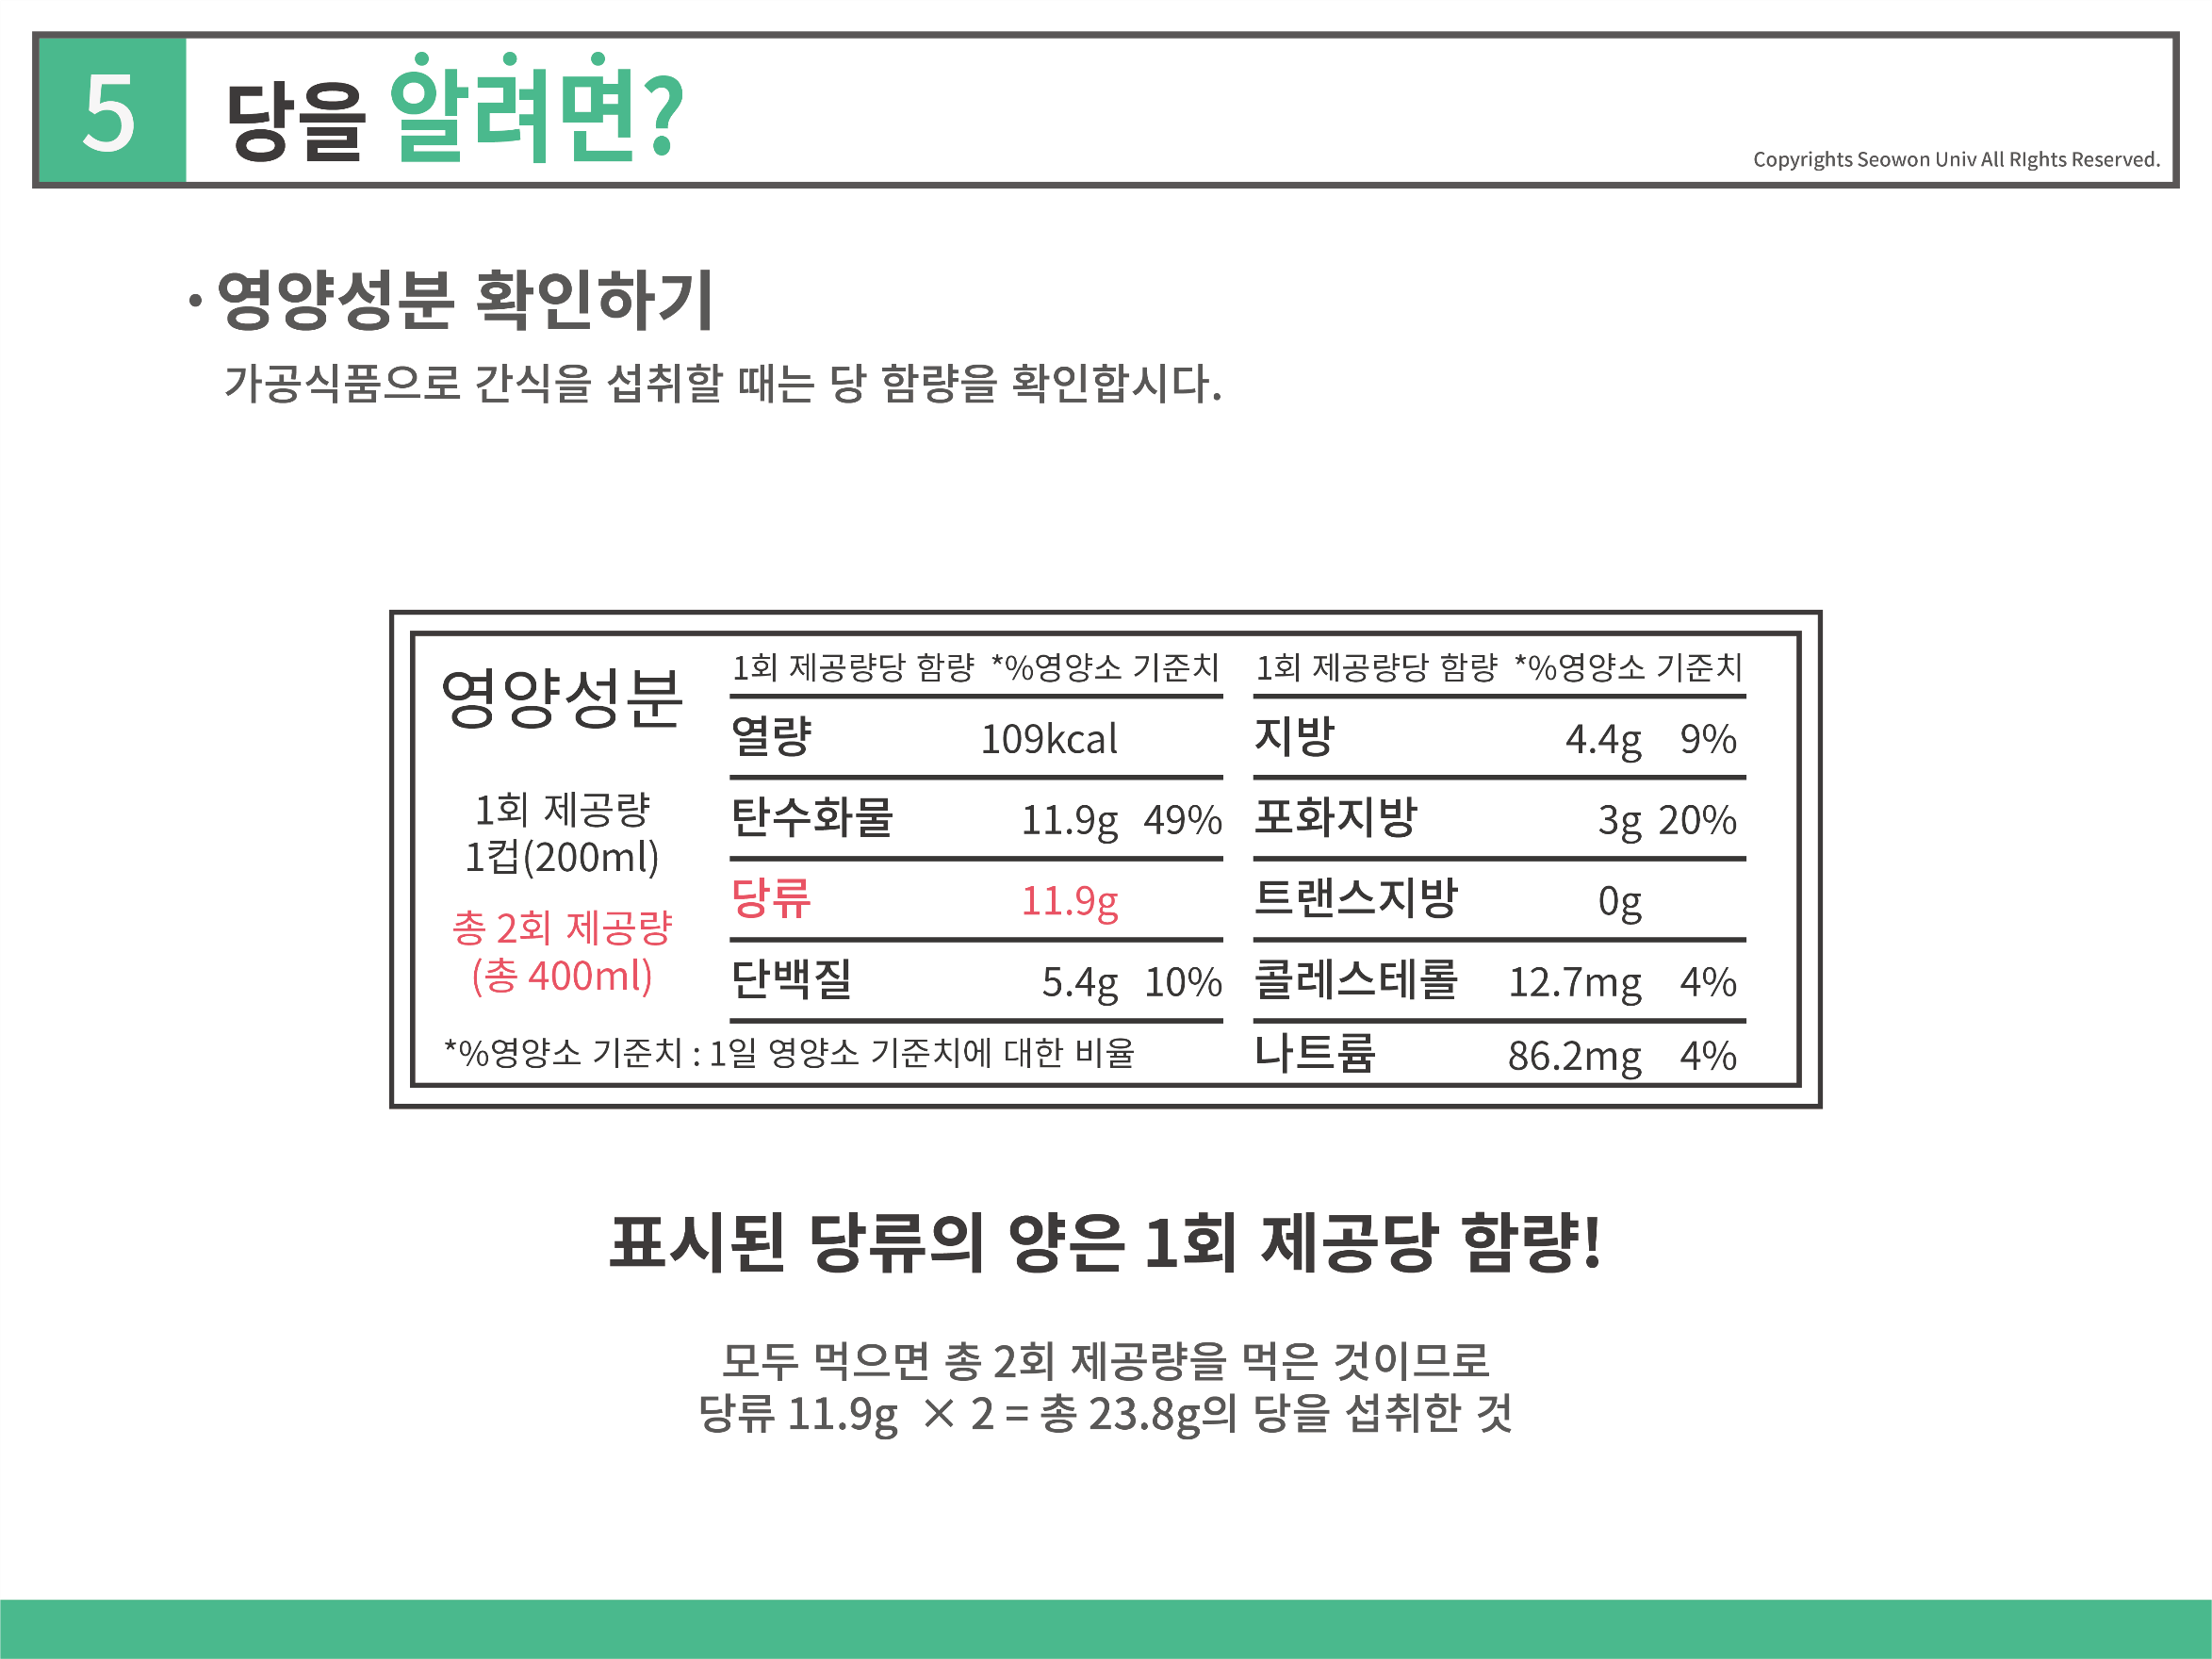 5
당을 알려면?
Copyrights Seowon Univ All RIghts Reserved.
· 영양성분 확인하기
가공식품으로 간식을 섭취할 때는 당 함량을 확인합시다.
영양성분
1회 제공량
1컵(200ml)
총 2회 제공량
(총 400ml)
1회 제공량당 함량 *%영양소 기준치
열량 109kcal
탄수화물 11.9g 49%
당류 11.9g
단백질 5.4g 10%
1회 제공량당 함량 *%영양소 기준치
지방 4.4g 9%
포화지방 3g 20%
트랜스지방 0g
콜레스테롤 12.7mg 4%
나트륨 86.2mg 4%
*%영양소 기준치 : 1일 영양소 기준치에 대한 비율
표시된 당류의 양은 1회 제공당 함량!
모두 먹으면 총 2회 제공량을 먹은 것이므로
당류 11.9g × 2 = 총 23.8g의 당을 섭취한 것